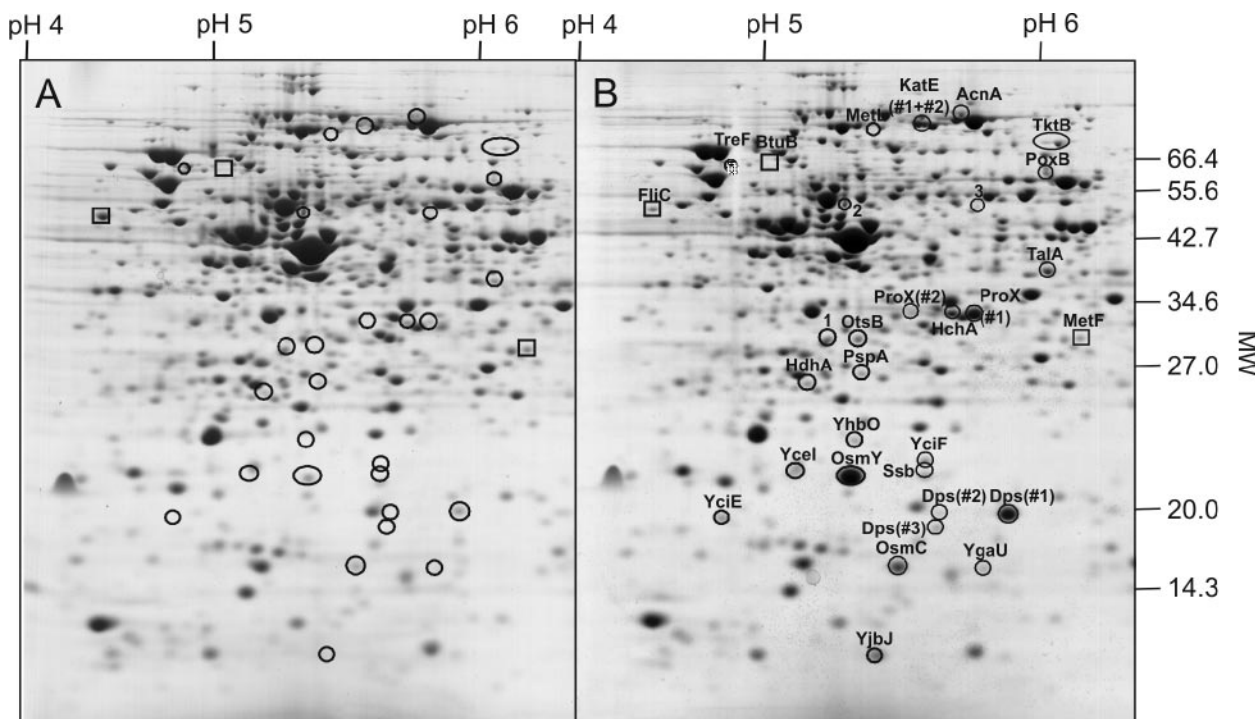 pH 4 pH 5 pH 6 pH 4 pH 5 pH 6
A
B
KatE
(#1+#2)
AcnA
MetL
TktB
TreF
BtuB
PoxB
66.4
FliC
3
2
55.6
42.7
TalA
ProX(#2)
ProX
(#1)
34.6
HchA
MetF
1
OtsB
PspA
HdhA
27.0
MW
YhbO
YciF
YceI
OsmY
Ssb
YciE
Dps(#2)
Dps(#1)
20.0
Dps(#3)
OsmC
YgaU
14.3
YjbJ